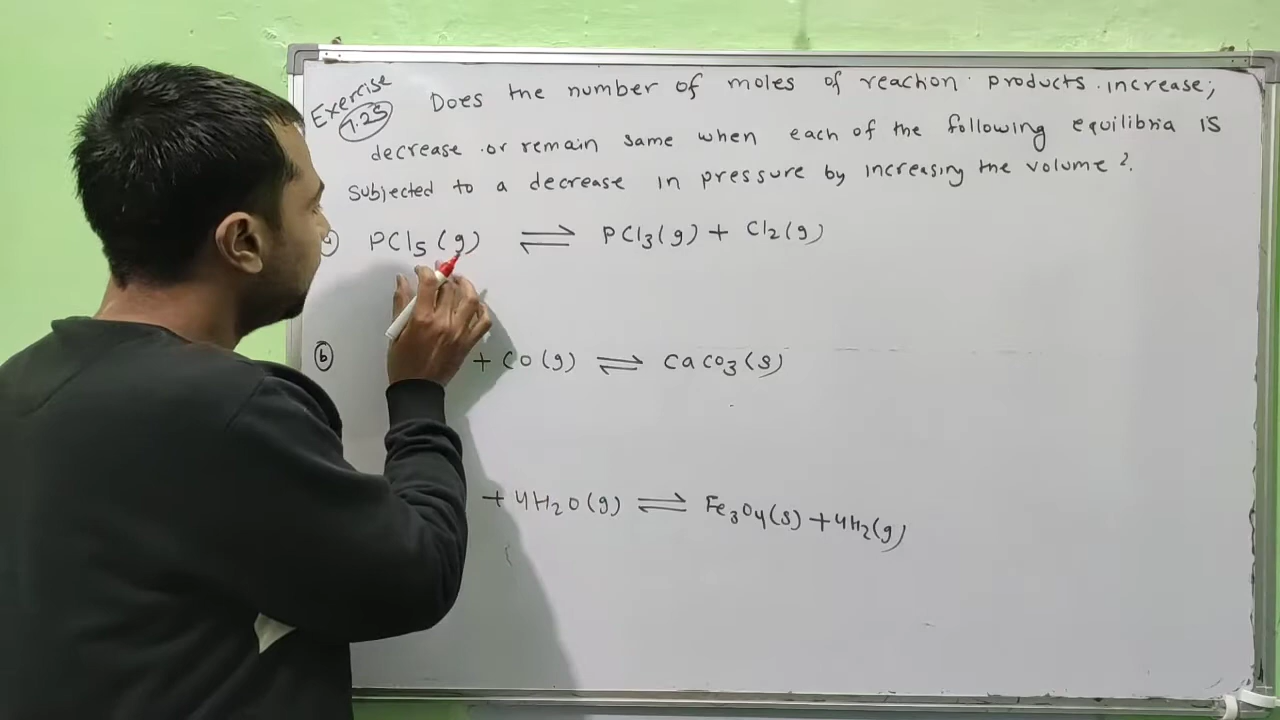 Exercise 7.25
Does the number of moles of reaction products increase,
decrease or remain same when each of the following equilibria is
subjected to a decrease in pressure by increasing the volume?
PCl5(g) ⇌ PCl3(g) + Cl2(g)
(b) + CO(g) ⇌ CaCO3(s)
+ 4H2O(g) ⇌ Fe3O4(s) + 4H2(g)